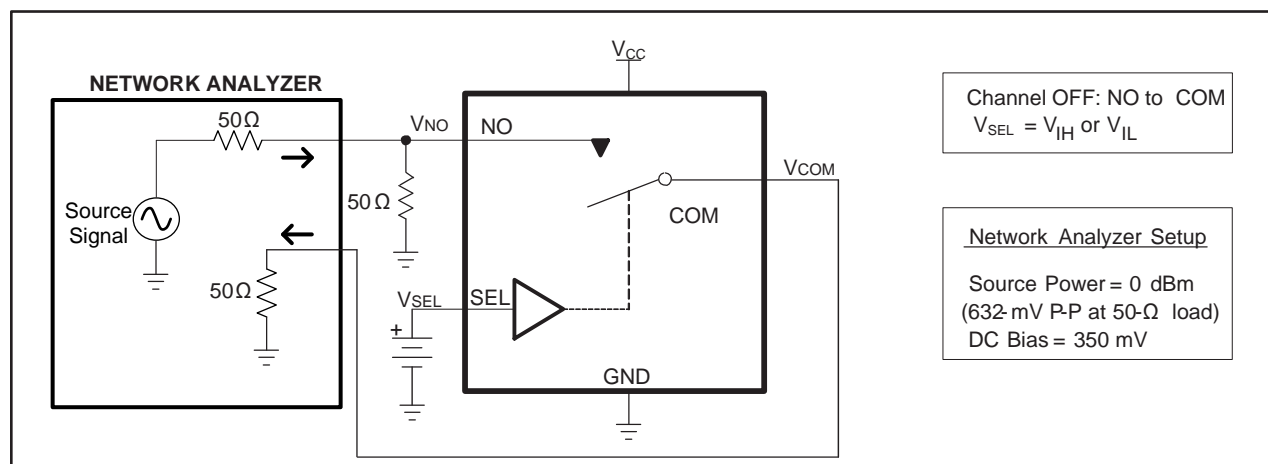 VCC
NETWORK ANALYZER
50Ω
VNO
NO
50Ω
Source
Signal
50Ω
VSEL
SEL
+
COM
VCOM
GND
Channel OFF: NO to COM
VSEL = VIH or VIL
Network Analyzer Setup
Source Power = 0 dBm
(632-mV P-P at 50-Ω load)
DC Bias = 350 mV